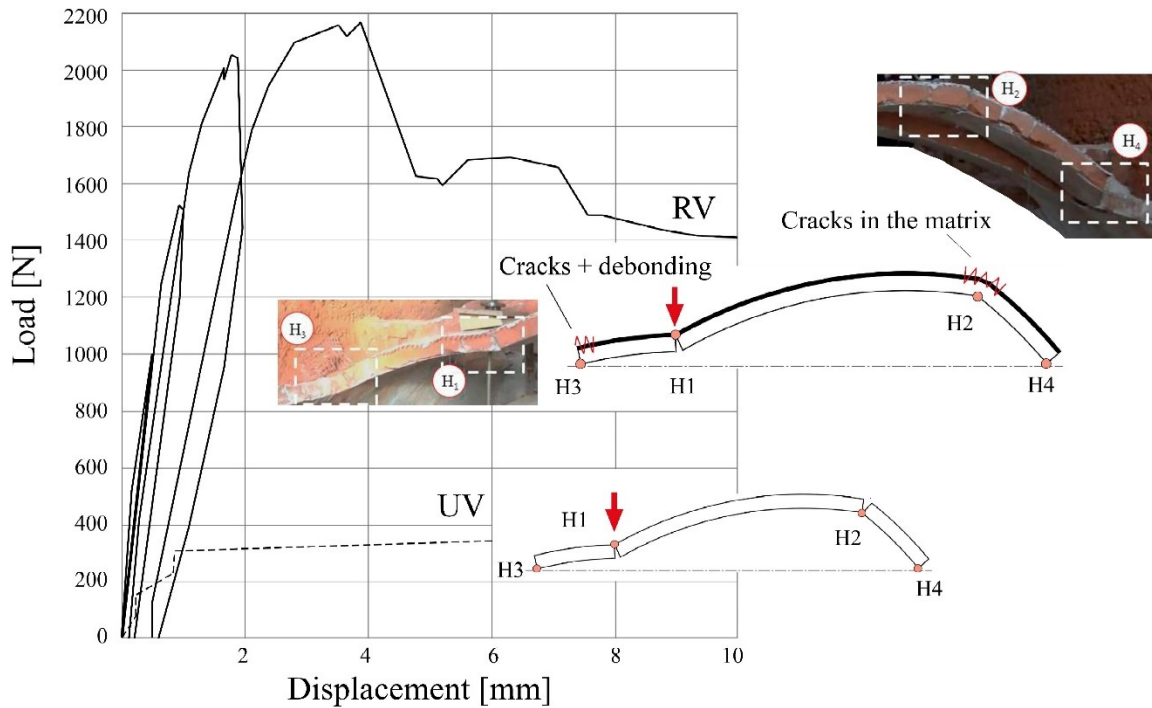 Load [N]
2200
2000
1800
1600
1400
1200
1000
800
600
400
200
0
2
4
6
8
10
Displacement [mm]
RV
UV
H2
H4
Cracks in the matrix
Cracks + debonding
H3
H1
H3
H1
H2
H4
H1
H2
H3
H4